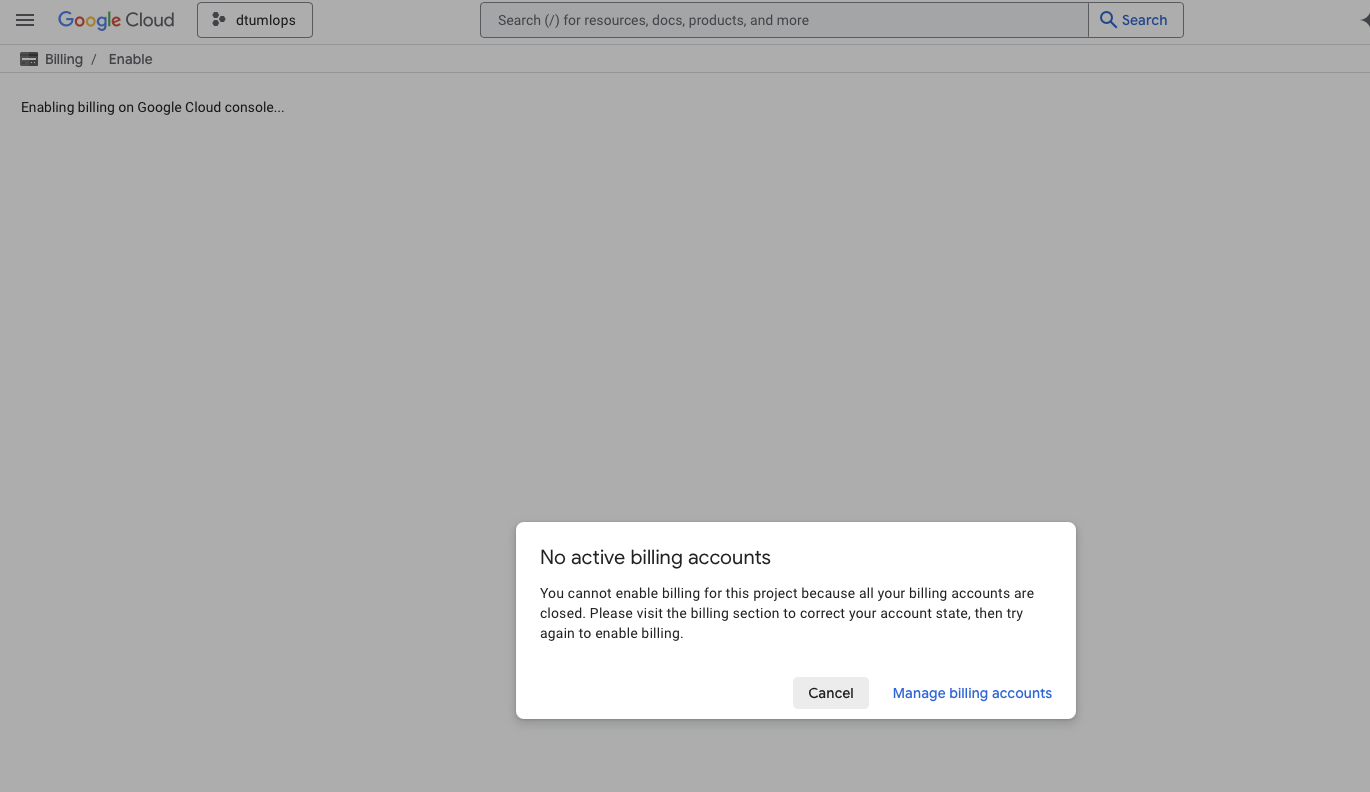 Google Cloud
dtumlops
Search (/) for resources, docs, products, and more
Search
Billing / Enable
Enabling billing on Google Cloud console...
No active billing accounts
You cannot enable billing for this project because all your billing accounts are
closed. Please visit the billing section to correct your account state, then try
again to enable billing.
Cancel
Manage billing accounts